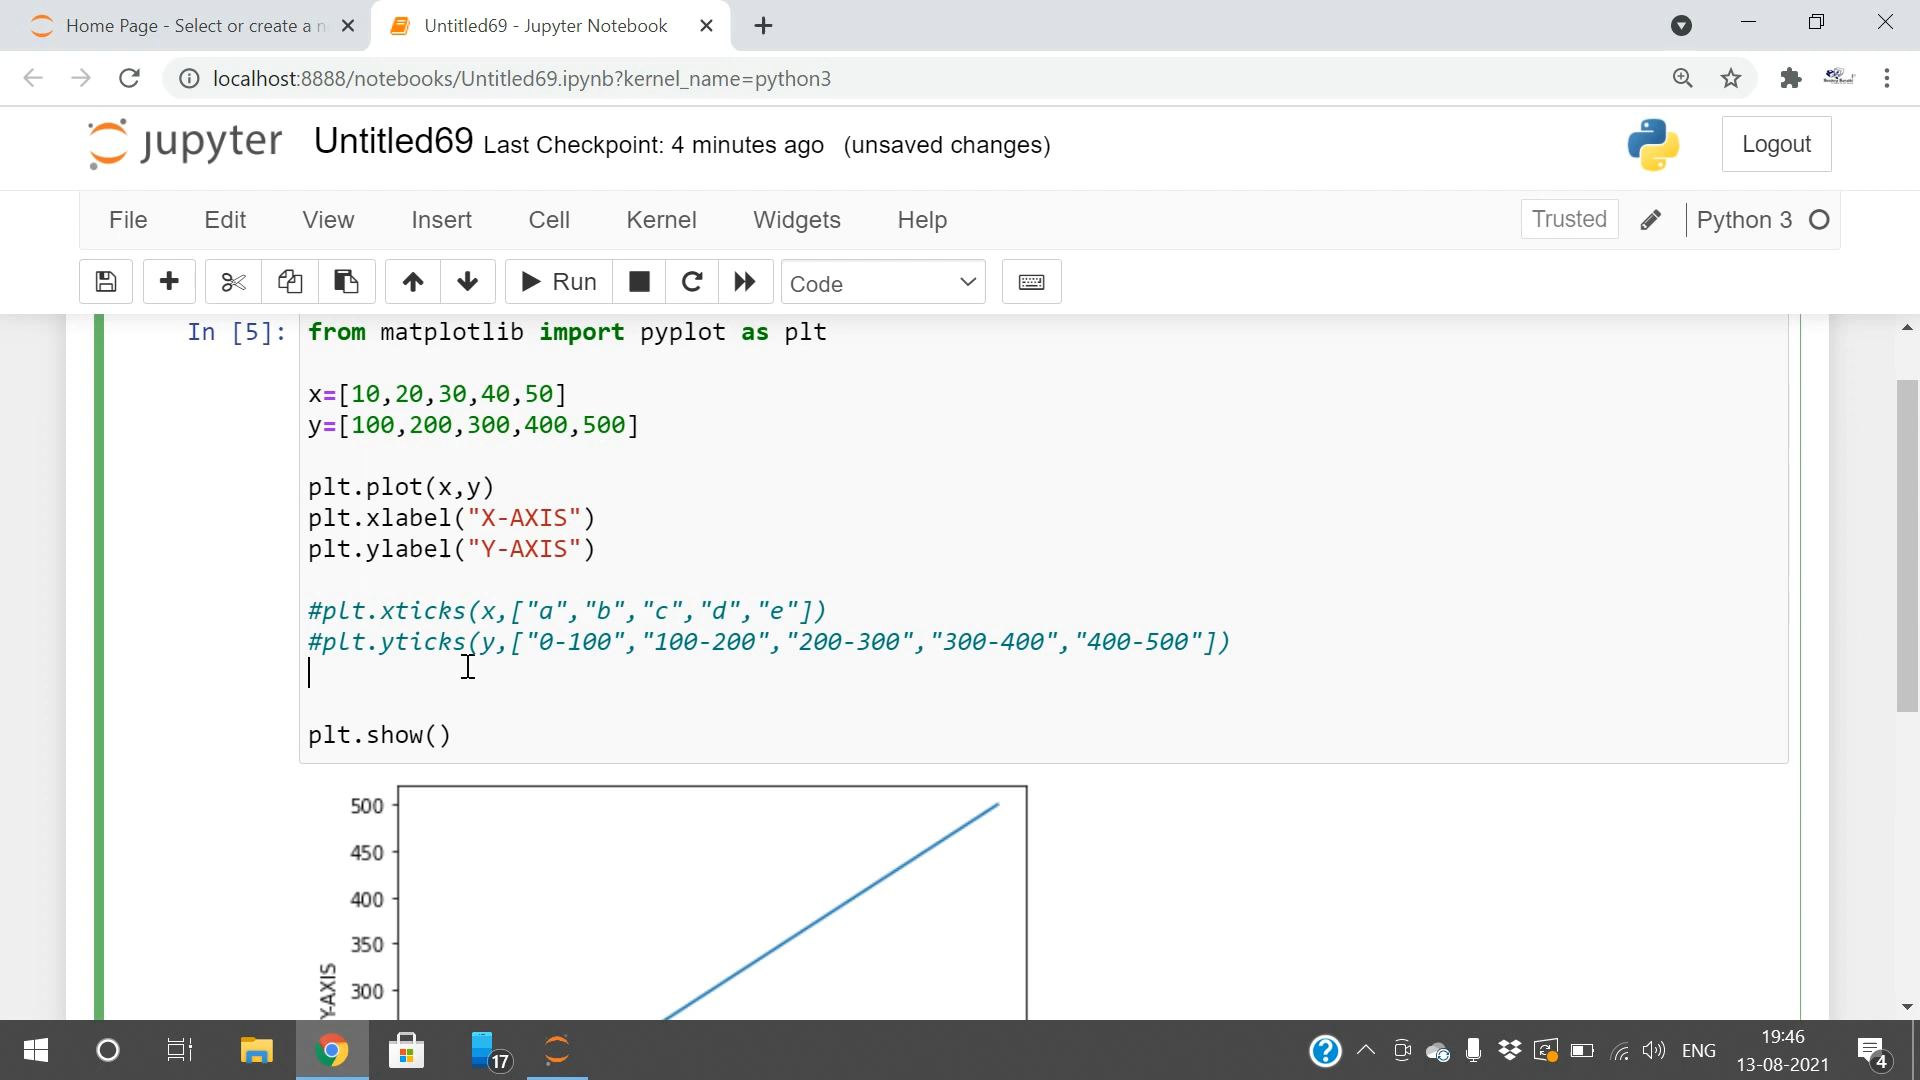 Home Page - Select or create a n
Untitled69 - Jupyter Notebook
localhost:8888/notebooks/Untitled69.ipynb?kernel_name=python3
jupyter Untitled69 Last Checkpoint: 4 minutes ago (unsaved changes)
Logout
File Edit View Insert Cell Kernel Widgets Help
Trusted
Python 3
Run
Code
In [5]: from matplotlib import pyplot as plt
x=[10,20,30,40,50]
y=[100,200,300,400,500]
plt.plot(x,y)
plt.xlabel("X-AXIS")
plt.ylabel("Y-AXIS")
#plt.xticks(x,["a","b","c","d","e"])
#plt.yticks(y,["0-100","100-200","200-300","300-400","400-500"])
plt.show()
500
450
400
350
300
Y-AXIS
17
ENG
19:46
13-08-2021
4